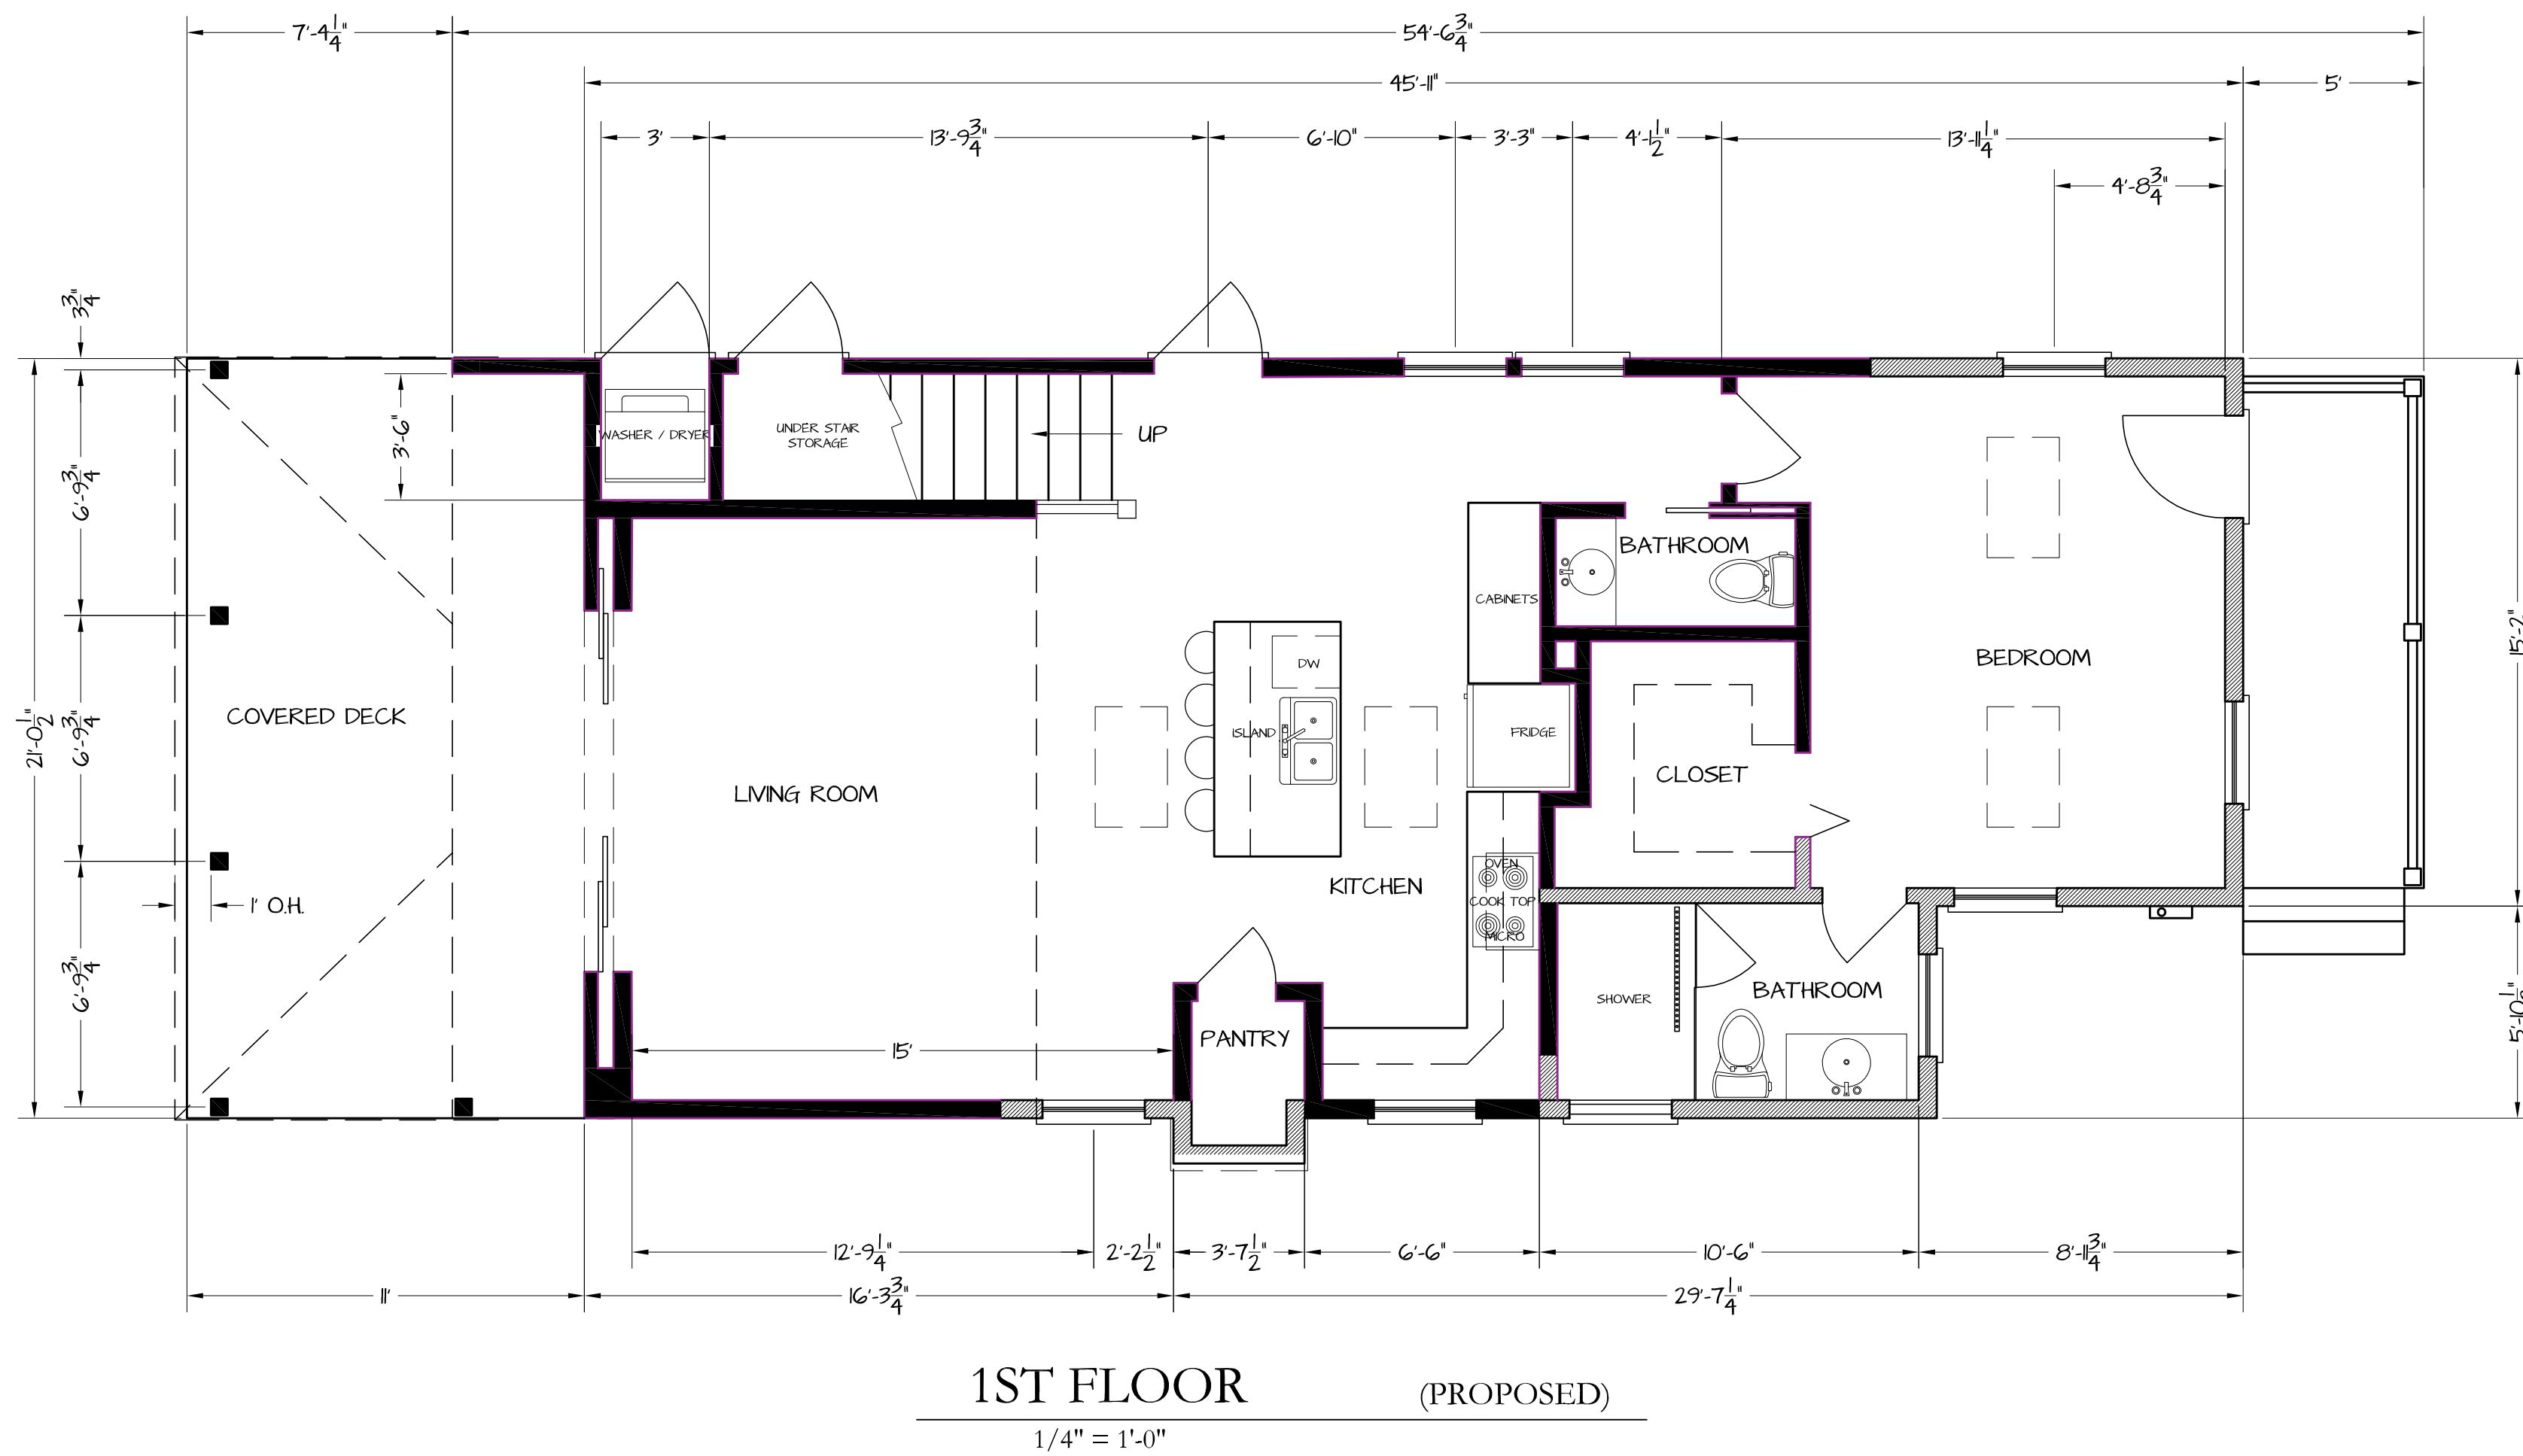 7'-4 1/4"
54'-6 3/4"
45'-11"
5'
3'
13'-9 3/4"
6'-10"
3'-3"
4'-1 1/2"
13'-11 1/4"
4'-8 3/4"
3 3/4"
6'-9 3/4"
3'-6"
WASHER / DRYER
UNDER STAIR
STORAGE
UP
BATHROOM
CABINETS
15'-2"
DW
BEDROOM
21'-0 1/2"
6'-9 3/4"
COVERED DECK
ISLAND
FRIDGE
CLOSET
LIVING ROOM
OVEN
KITCHEN
COOK TOP
MICRO
1' O.H.
6'-9 3/4"
SHOWER
BATHROOM
PANTRY
15'
12'-9 1/4"
2'-2 1/2"
3'-7 1/2"
6'-6"
10'-6"
8'-11 3/4"
11'
16'-3 3/4"
29'-7 1/4"
1ST FLOOR
(PROPOSED)
1/4" = 1'-0"